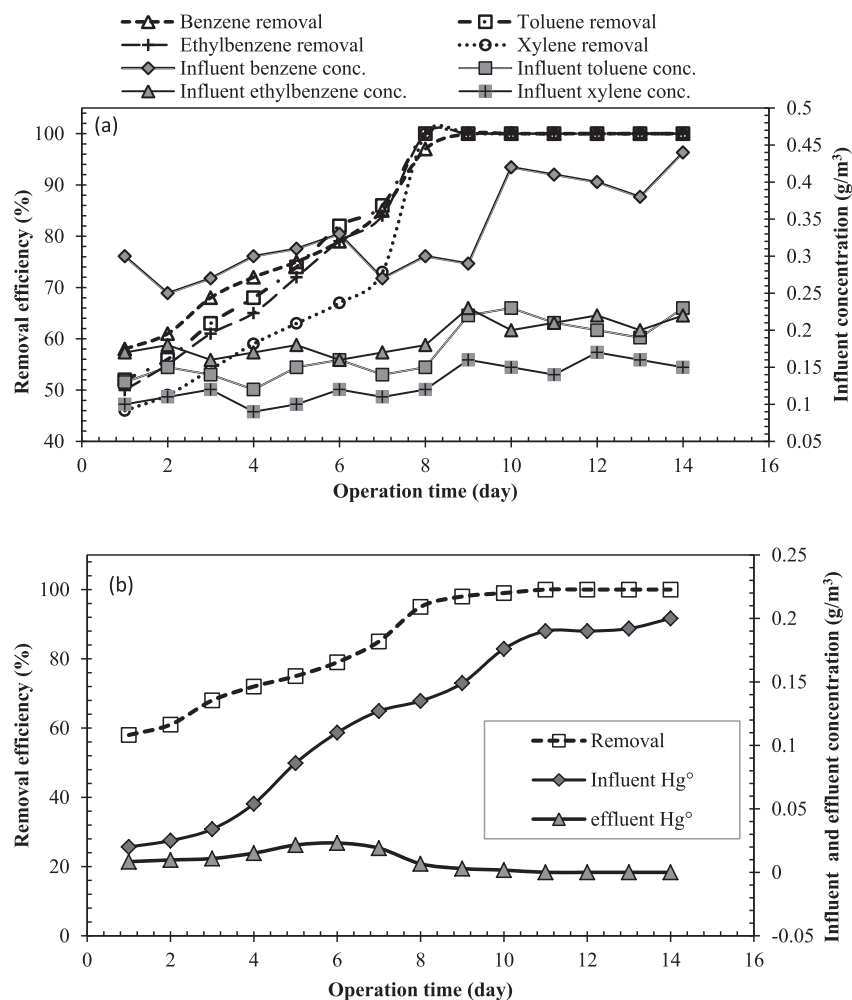 Benzene removal
Toluene removal
Ethylbenzene removal
Xylene removal
Influent benzene conc.
Influent toluene conc.
Influent ethylbenzene conc.
Influent xylene conc.
(a)
Removal efficiency (%)
100
90
80
70
60
50
40
0 2 4 6 8 10 12 14 16
Operation time (day)
0.5
0.45
0.4
0.35
0.3
0.25
0.2
0.15
0.1
0.05
Influent concentration (g/m³)
(b)
Removal efficiency (%)
100
80
60
40
20
0
0 2 4 6 8 10 12 14 16
Operation time (day)
0.25
0.2
0.15
0.1
0.05
0
-0.05
Influent and effluent concentration (g/m³)
Removal
Influent Hg°
effluent Hg°